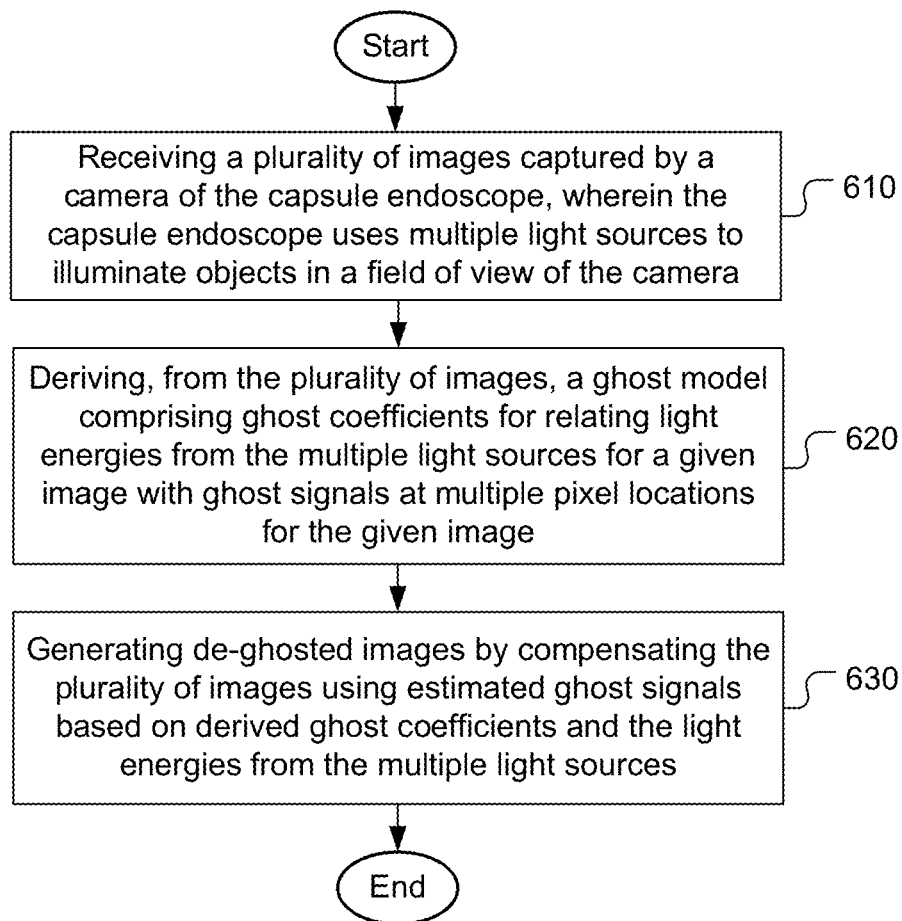 Start
Receiving a plurality of images captured by a
camera of the capsule endoscope, wherein the
capsule endoscope uses multiple light sources to
illuminate objects in a field of view of the camera
610
Deriving, from the plurality of images, a ghost model
comprising ghost coefficients for relating light
energies from the multiple light sources for a given
image with ghost signals at multiple pixel locations
for the given image
620
Generating de-ghosted images by compensating the
plurality of images using estimated ghost signals
based on derived ghost coefficients and the light
energies from the multiple light sources
630
End